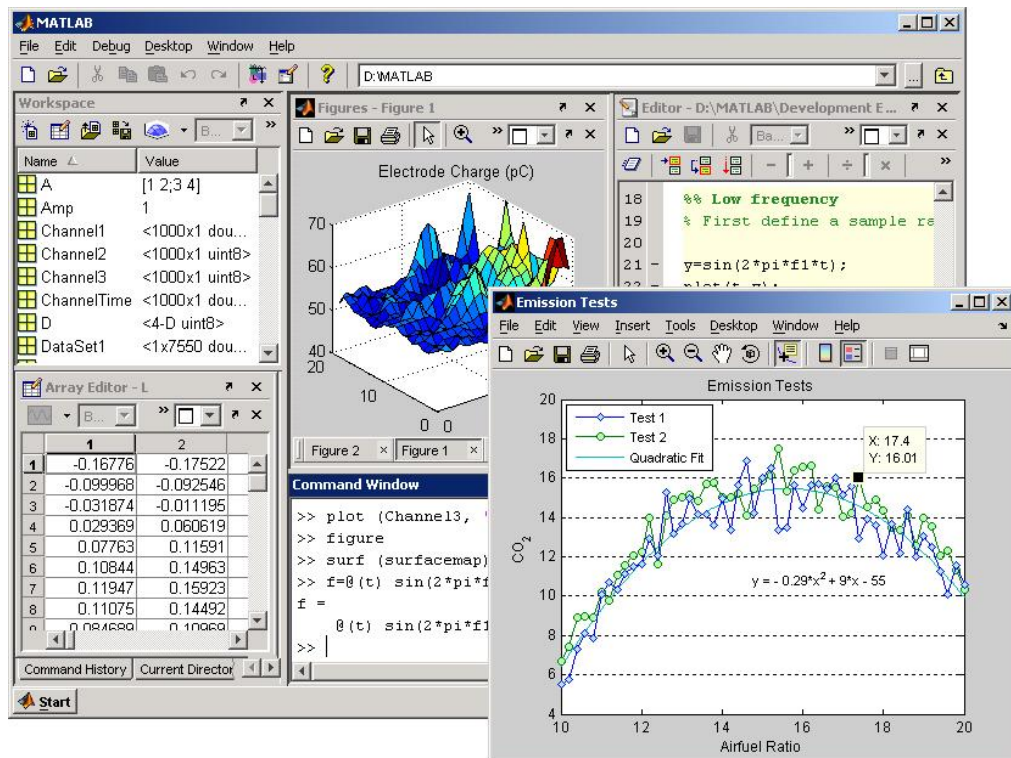 MATLAB
File Edit Debug Desktop Window Help
D:\MATLAB
Workspace
B...
Name Value
A [1 2;3 4]
Amp 1
Channel1 <1000x1 dou...
Channel2 <1000x1 uint8>
Channel3 <1000x1 uint8>
ChannelTime <1000x1 dou...
D <4-D uint8>
DataSet1 <1x7550 dou...
Array Editor - L
B...
1 2
1 -0.16776 -0.17522
2 -0.099968 -0.092546
3 -0.031874 -0.011195
4 0.029369 0.060619
5 0.07763 0.11591
6 0.10844 0.14963
7 0.11947 0.15923
8 0.11075 0.14492
9 0.084689 0.10969
Command History Current Director
Start
Figures - Figure 1
Electrode Charge (pC)
70
60
50
40
20
10
0 0
Figure 2 Figure 1
Command Window
>> plot (Channel3, '
>> figure
>> surf (surfacemap)
>> f=@(t) sin(2*pi*f
f =
@(t) sin(2*pi*f1
>>
Editor - D:\MATLAB\Development E...
Ba...
18 %% Low frequency
19 % First define a sample ra
20
21 - y=sin(2*pi*f1*t);
22 - plot(t,y);
Emission Tests
File Edit View Insert Tools Desktop Window Help
Emission Tests
Test 1
Test 2
Quadratic Fit
X: 17.4
Y: 16.01
y = - 0.29*x² + 9*x - 55
CO₂
20
18
16
14
12
10
8
6
4
10 12 14 16 18 20
Airfuel Ratio